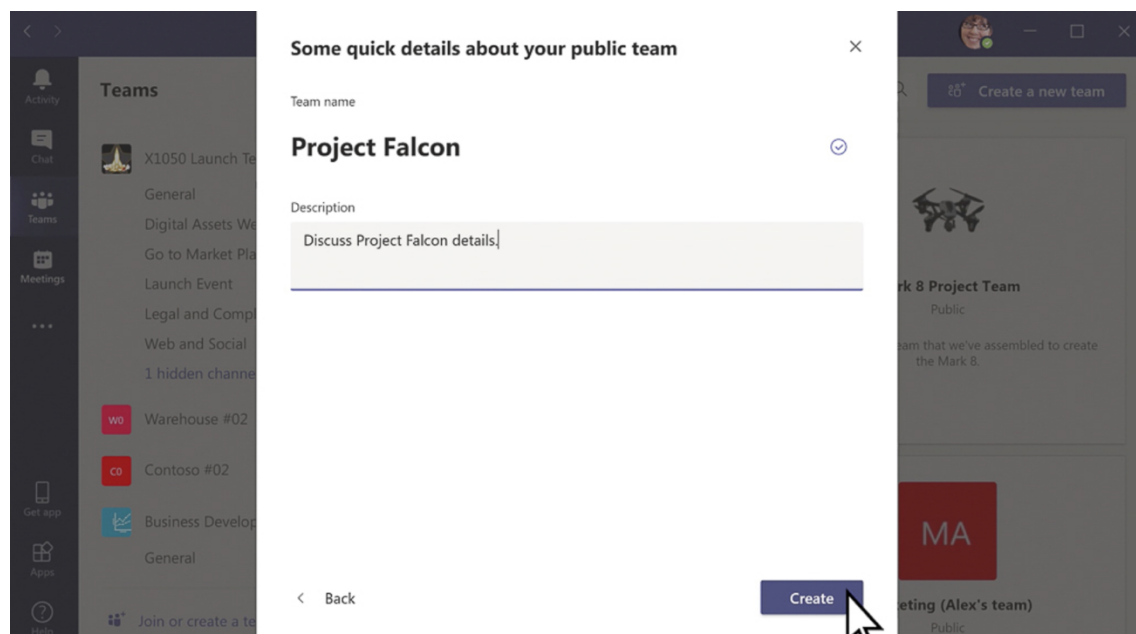 Some quick details about your public team
Team name
Project Falcon
Description
Discuss Project Falcon details.
Back
Create
Activity
Chat
Teams
Meetings
Get app
Apps
Help
Teams
X1050 Launch Te
General
Digital Assets We
Go to Market Pla
Launch Event
Legal and Compl
Web and Social
1 hidden channe
W0
Warehouse #02
C0
Contoso #02
Business Develop
General
Join or create a te
Create a new team
rk 8 Project Team
Public
eam that we've assembled to create
the Mark 8.
MA
eting (Alex's team)
Public